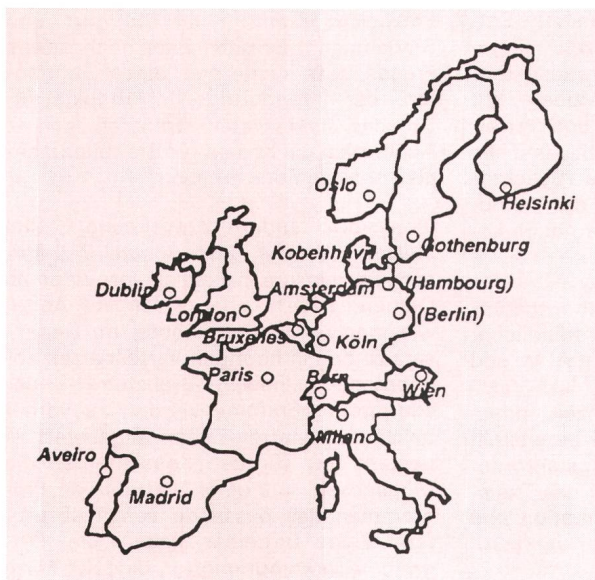 Oslo
Helsinki
Kobehhavn
Gothenburg
Dublin
Amsterdam
(Hambourg)
London
(Berlin)
Bruxelles
Köln
Paris
Bern
Wien
Milano
Aveiro
Madrid